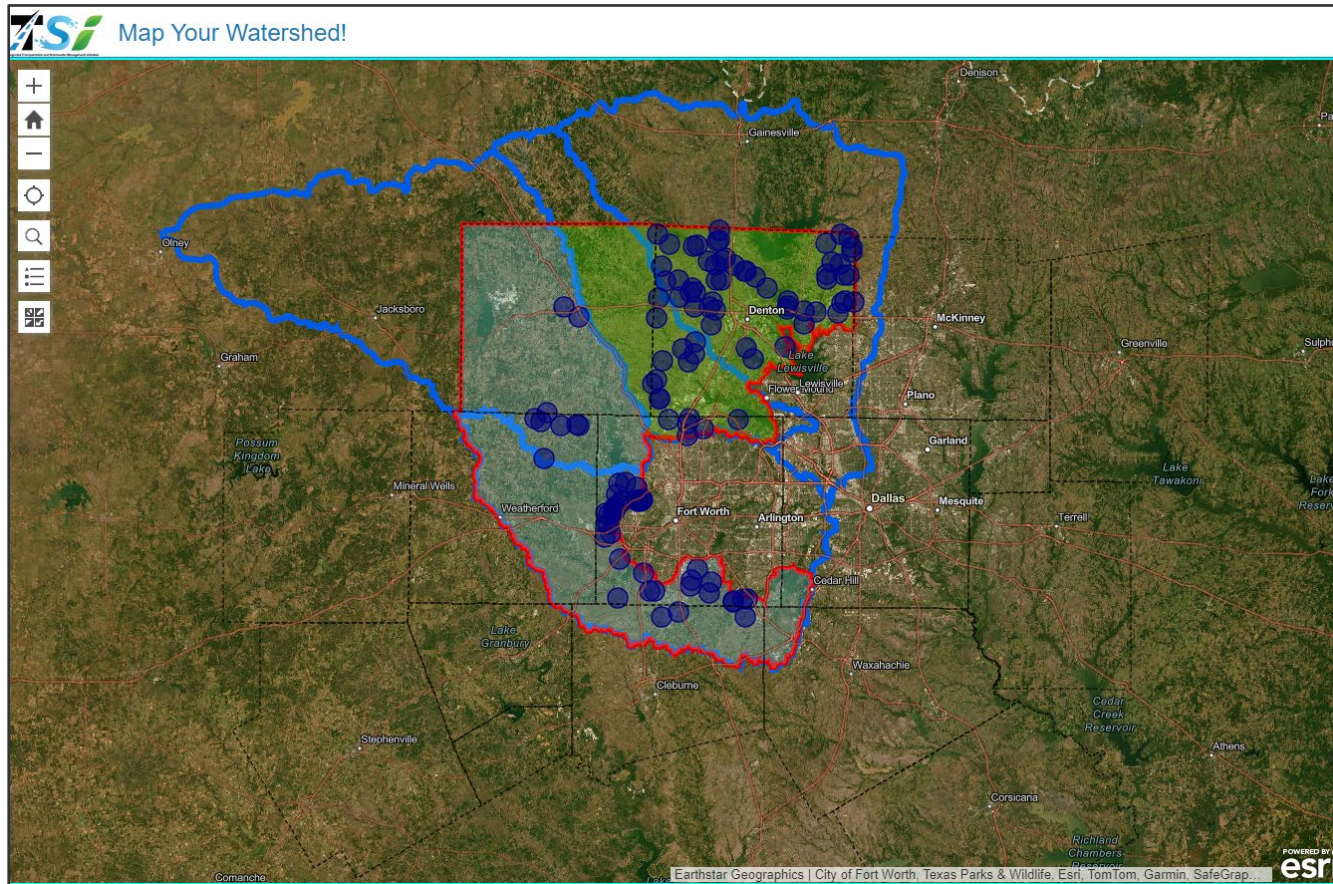 TSi
Map Your Watershed!
Denison
Gainesville
Olney
Jacksboro
Graham
Denton
McKinney
Greenville
Lake
Lewisville
Lewisville
Flower Mound
Plano
Garland
Possum
Kingdom
Lake
Mineral Wells
Weatherford
Fort Worth
Arlington
Dallas
Mesquite
Lake
Tawakoni
Terrell
Cedar Hill
Lake
Granbury
Waxahachie
Cleburne
Cedar
Creek
Reservoir
Stephenville
Athens
Corsicana
Richland
Chambers
Reservoir
Comanche
Earthstar Geographics | City of Fort Worth, Texas Parks & Wildlife, Esri, TomTom, Garmin, SafeGrap...
POWERED BY
esri